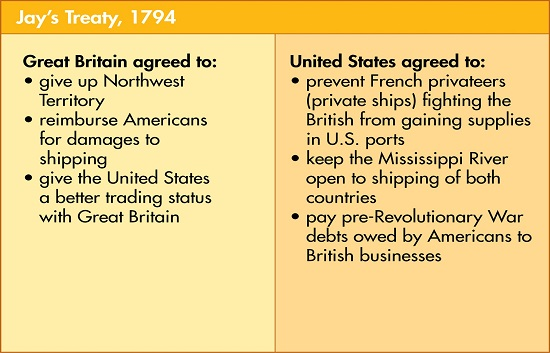 Jay's Treaty, 1794
Great Britain agreed to:
• give up Northwest
Territory
• reimburse Americans
for damages to
shipping
• give the United States
a better trading status
with Great Britain
United States agreed to:
• prevent French privateers
(private ships) fighting the
British from gaining supplies
in U.S. ports
• keep the Mississippi River
open to shipping of both
countries
• pay pre-Revolutionary War
debts owed by Americans to
British businesses